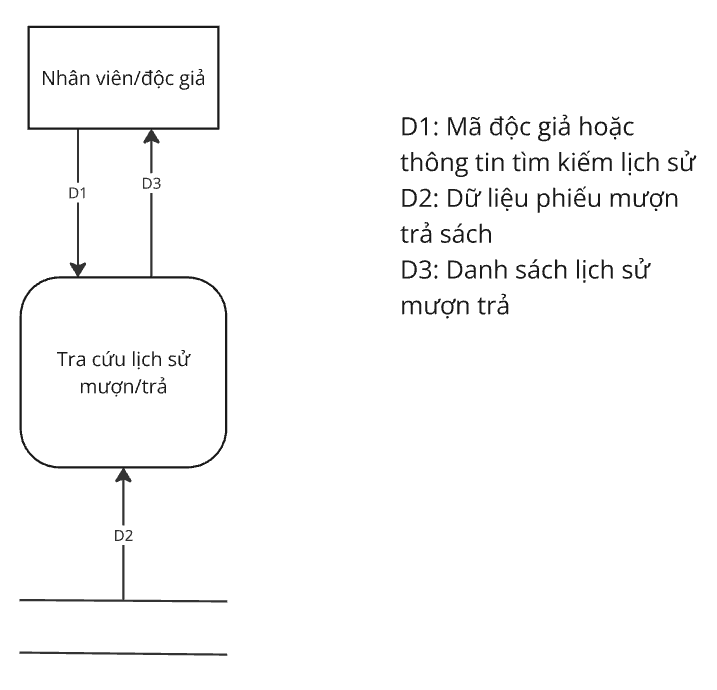 Nhân viên/độc giả
D1
D3
Tra cứu lịch sử
mượn/trả
D2
D1: Mã độc giả hoặc
thông tin tìm kiếm lịch sử
D2: Dữ liệu phiếu mượn
trả sách
D3: Danh sách lịch sử
mượn trả